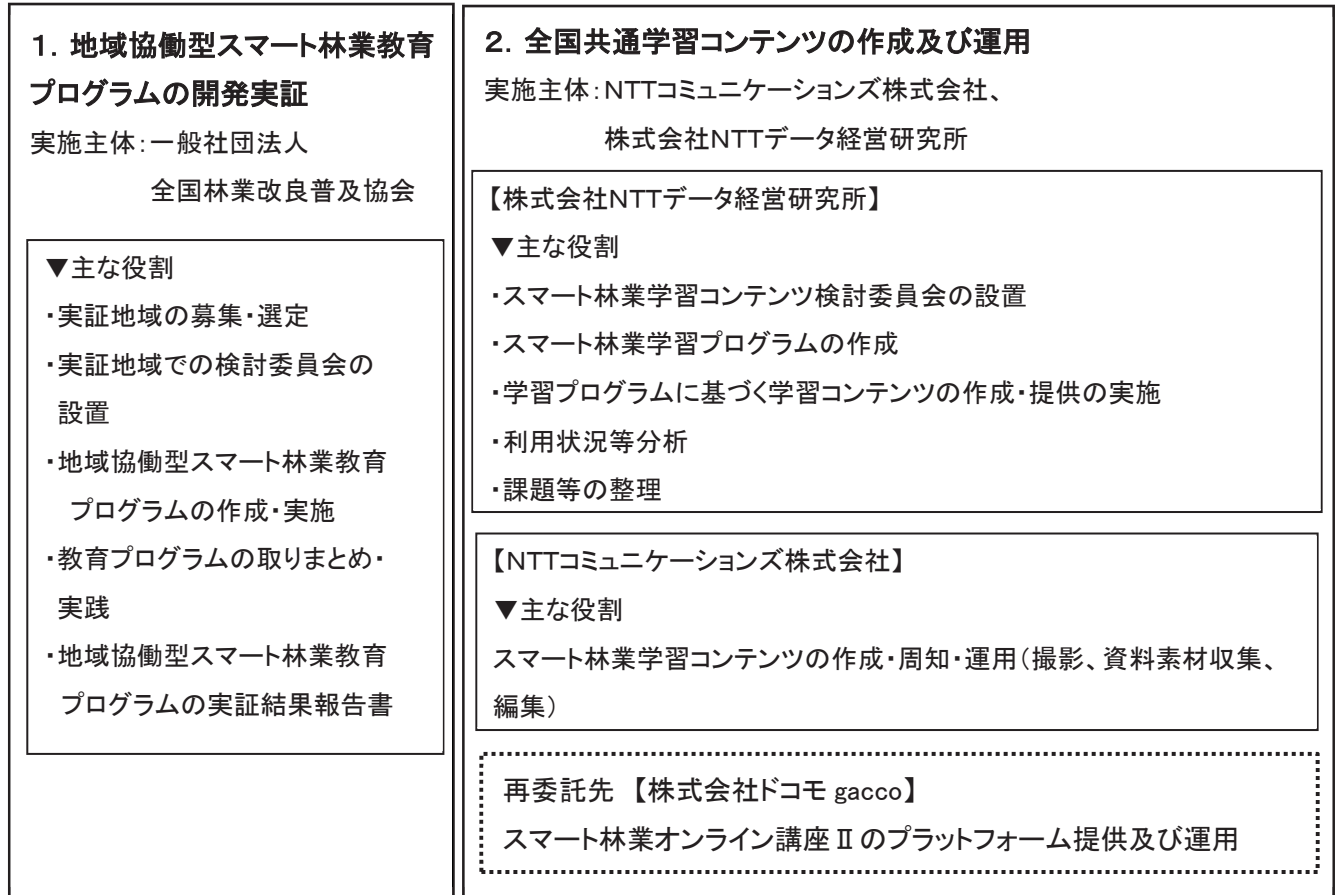 1．地域協働型スマート林業教育
プログラムの開発実証
実施主体：一般社団法人
全国林業改良普及協会
▼主な役割
・実証地域の募集・選定
・実証地域での検討委員会の
設置
・地域協働型スマート林業教育
プログラムの作成・実施
・教育プログラムの取りまとめ・
実践
・地域協働型スマート林業教育
プログラムの実証結果報告書
2．全国共通学習コンテンツの作成及び運用
実施主体：NTTコミュニケーションズ株式会社、
株式会社NTTデータ経営研究所
【株式会社NTTデータ経営研究所】
▼主な役割
・スマート林業学習コンテンツ検討委員会の設置
・スマート林業学習プログラムの作成
・学習プログラムに基づく学習コンテンツの作成・提供の実施
・利用状況等分析
・課題等の整理
【NTTコミュニケーションズ株式会社】
▼主な役割
スマート林業学習コンテンツの作成・周知・運用（撮影、資料素材収集、
編集）
再委託先 【株式会社ドコモ gacco】
スマート林業オンライン講座Ⅱのプラットフォーム提供及び運用